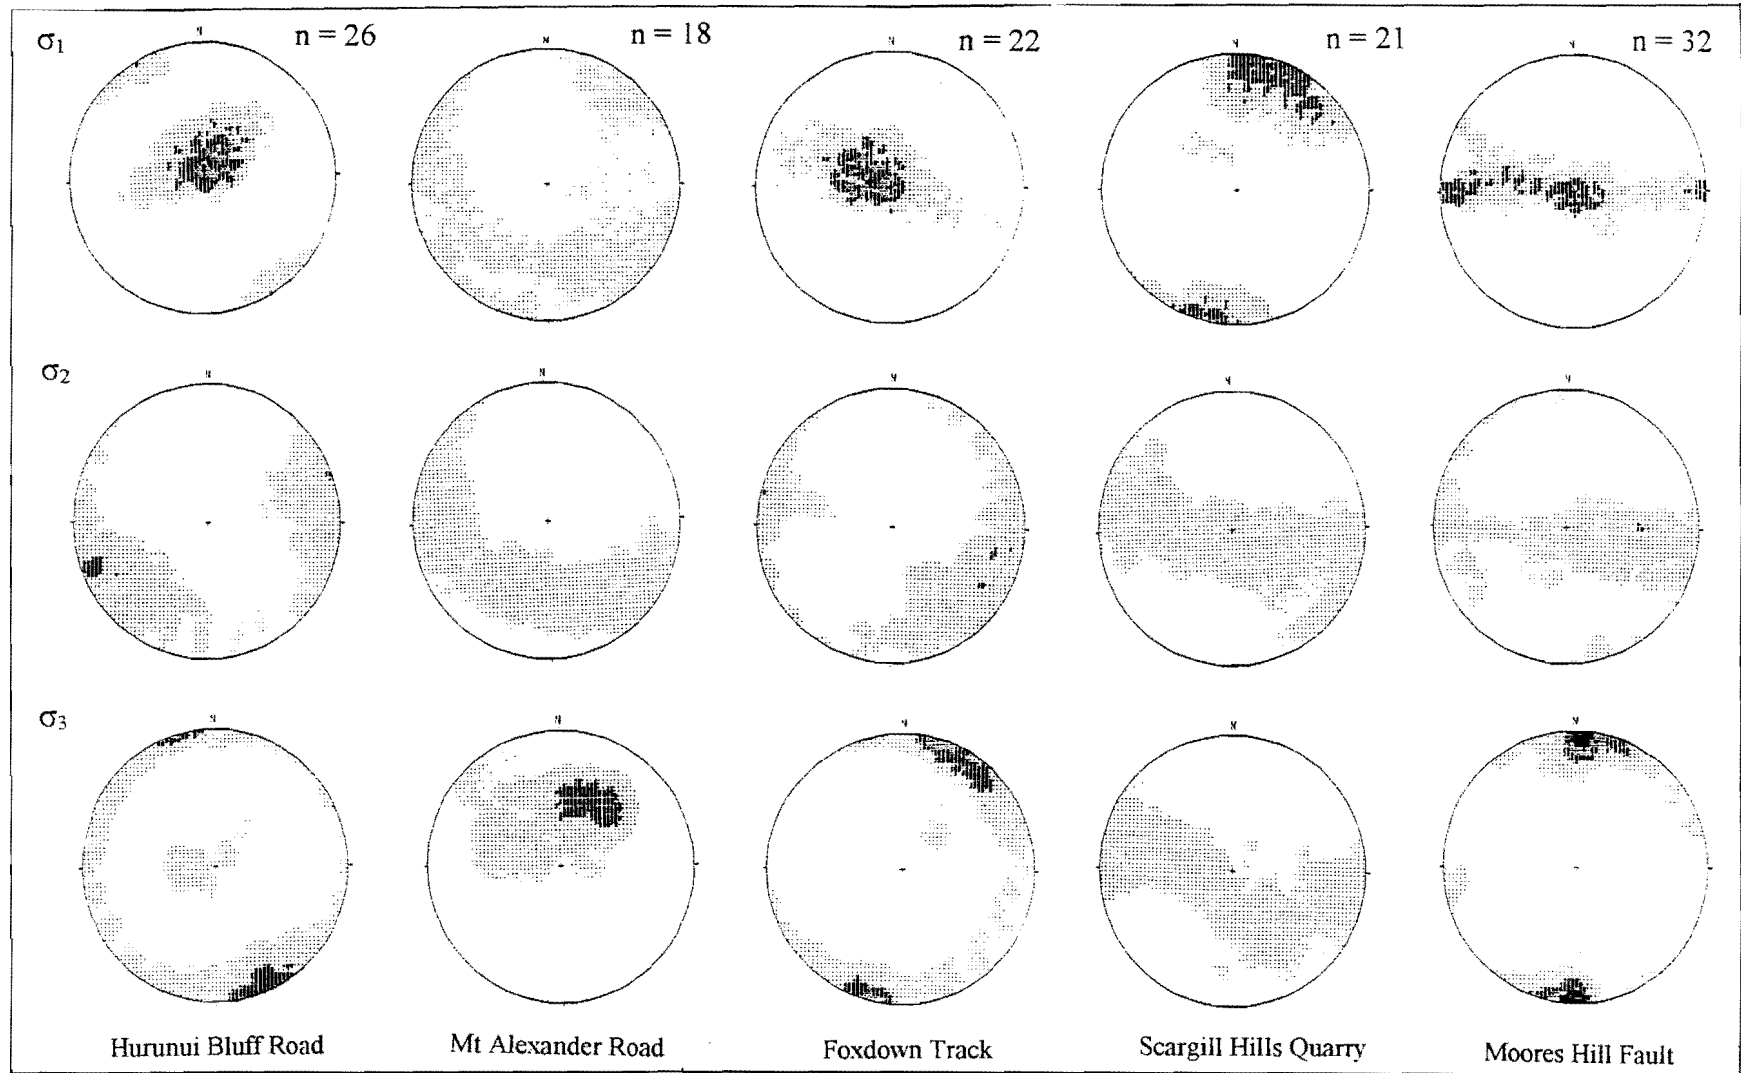 σ1 n = 26 n = 18 n = 22 n = 21 n = 32
N N N N N
σ2
N N N N N
σ3
N N N N N
Hurunui Bluff Road Mt Alexander Road Foxdown Track Scargill Hills Quarry Moores Hill Fault